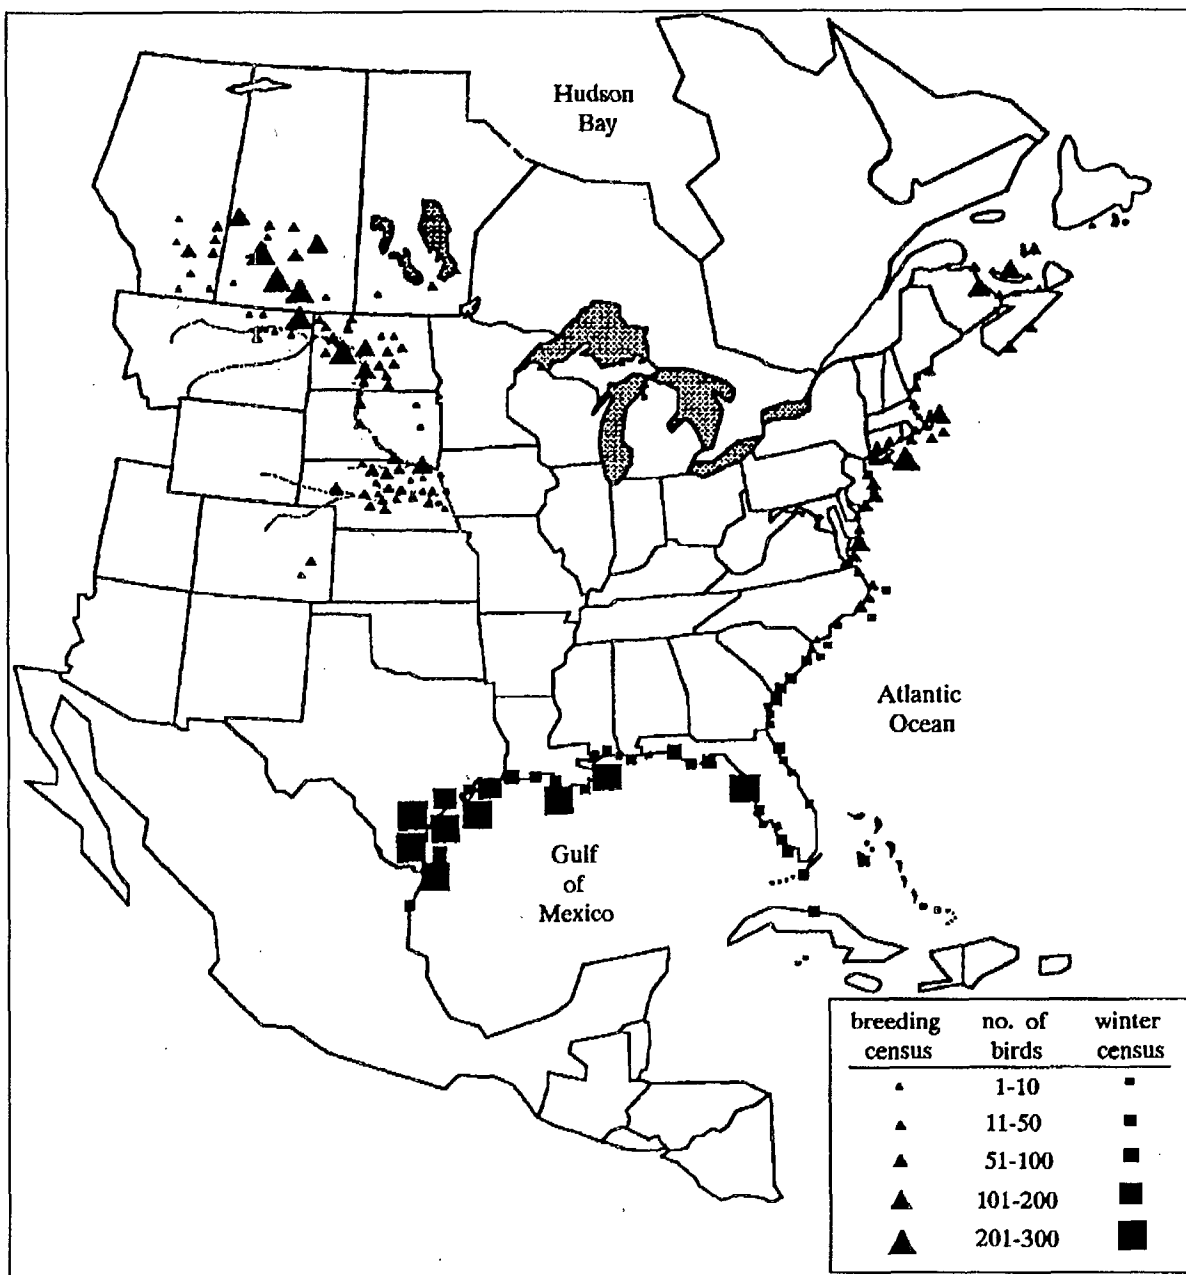 Hudson
Bay
Atlantic
Ocean
Gulf
of
Mexico
breeding no. of winter
census birds census
1-10
11-50
51-100
101-200
201-300